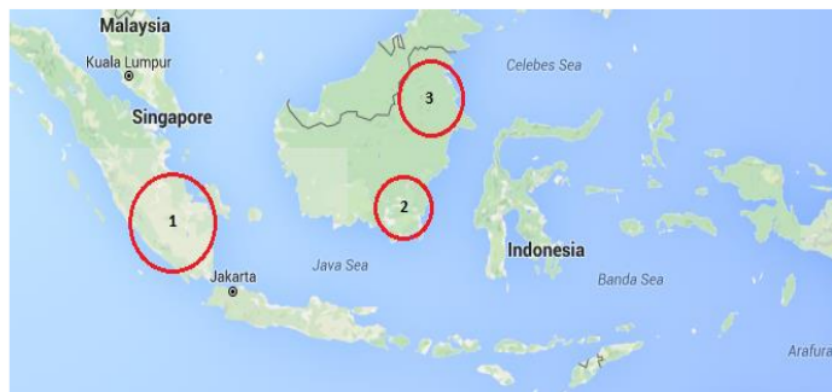 Malaysia
Kuala Lumpur
Celebes Sea
3
Singapore
1
2
Indonesia
Java Sea
Jakarta
Banda Sea
Arafura